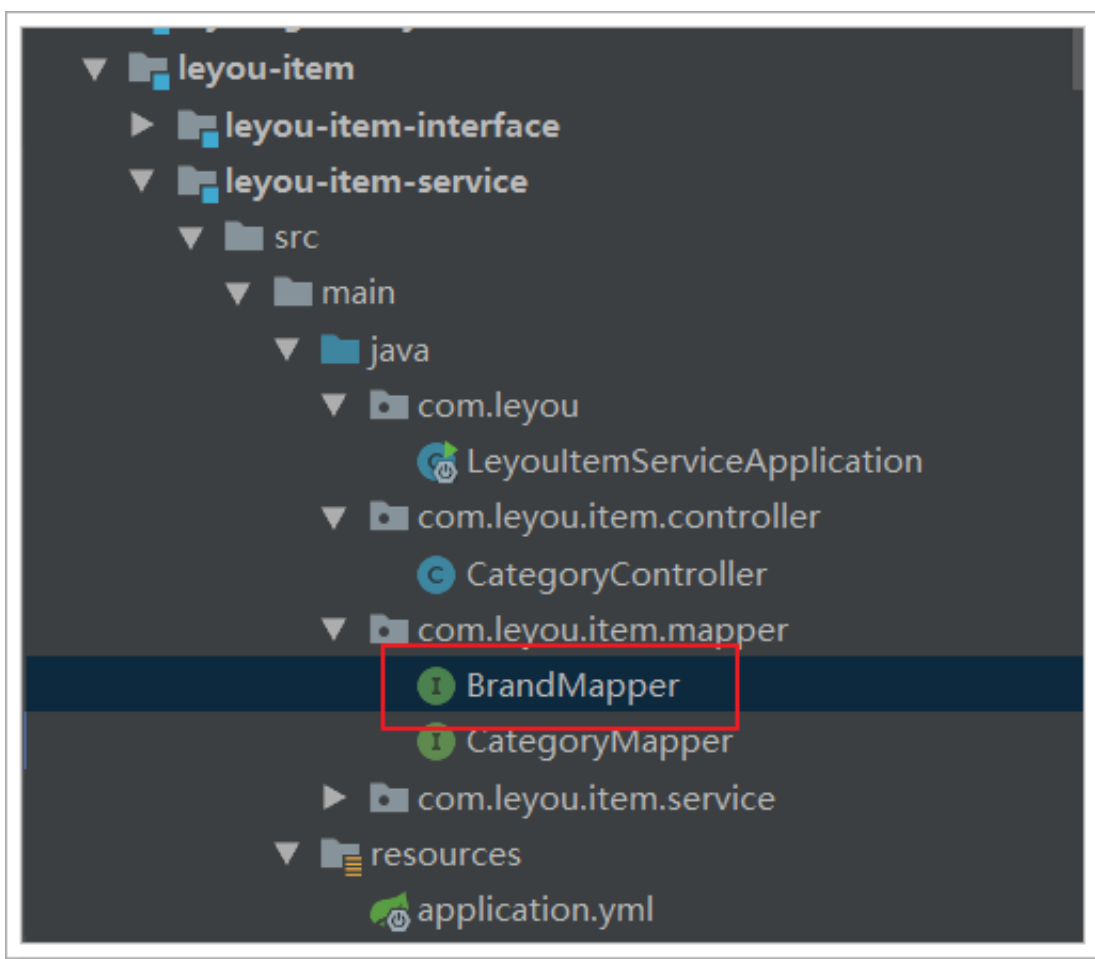 leyou-item
leyou-item-interface
leyou-item-service
src
main
java
com.leyou
LeyouItemServiceApplication
com.leyou.item.controller
CategoryController
com.leyou.item.mapper
BrandMapper
CategoryMapper
com.leyou.item.service
resources
application.yml